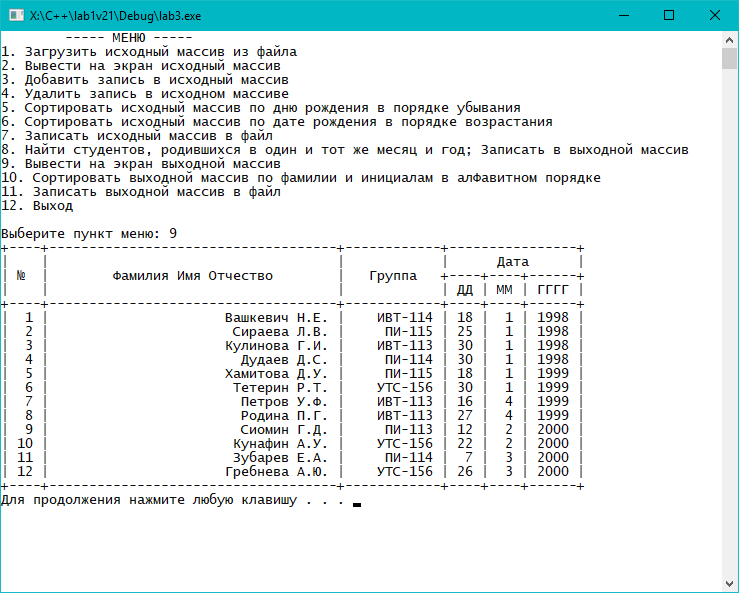 X:\C++\lab1v21\Debug\lab3.exe
----- МЕНЮ -----
1. Загрузить исходный массив из файла
2. Вывести на экран исходный массив
3. Добавить запись в исходный массив
4. Удалить запись в исходном массиве
5. Сортировать исходный массив по дню рождения в порядке убывания
6. Сортировать исходный массив по дате рождения в порядке возрастания
7. Записать исходный массив в файл
8. Найти студентов, родившихся в один и тот же месяц и год; Записать в выходной массив
9. Вывести на экран выходной массив
10. Сортировать выходной массив по фамилии и инициалам в алфавитном порядке
11. Записать выходной массив в файл
12. Выход
Выберите пункт меню: 9
+----+------------------------------------+------------+----------------+
|    |                                    |            |      Дата      |
| №  |        Фамилия Имя Отчество        |   Группа   +----+----+------+
|    |                                    |            | ДД | ММ | ГГГГ |
+----+------------------------------------+------------+----+----+------+
|  1 |                      Вашкевич Н.Е. |    ИВТ-114 | 18 |  1 | 1998 |
|  2 |                       Сираева Л.В. |     ПИ-115 | 25 |  1 | 1998 |
|  3 |                      Кулинова Г.И. |    ИВТ-113 | 30 |  1 | 1998 |
|  4 |                        Дудаев Д.С. |     ПИ-114 | 30 |  1 | 1998 |
|  5 |                      Хамитова Д.У. |     ПИ-115 | 18 |  1 | 1999 |
|  6 |                       Тетерин Р.Т. |    УТС-156 | 30 |  1 | 1999 |
|  7 |                        Петров У.Ф. |    ИВТ-113 | 16 |  4 | 1999 |
|  8 |                        Родина П.Г. |    ИВТ-113 | 27 |  4 | 1999 |
|  9 |                        Сиомин Г.Д. |     ПИ-113 | 12 |  2 | 2000 |
| 10 |                       Кунафин А.У. |    УТС-156 | 22 |  2 | 2000 |
| 11 |                       Зубарев Е.А. |     ПИ-114 |  7 |  3 | 2000 |
| 12 |                      Гребнева А.Ю. |    УТС-156 | 26 |  3 | 2000 |
+----+------------------------------------+------------+----+----+------+
Для продолжения нажмите любую клавишу . . .